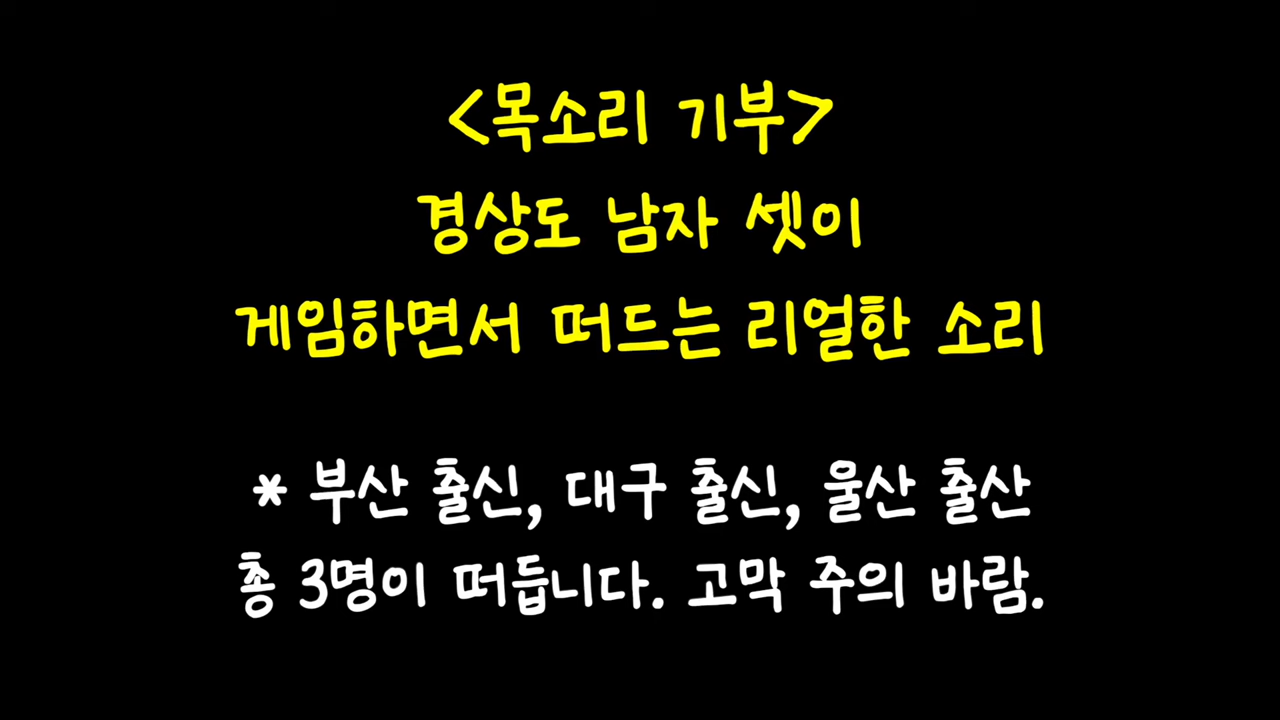 <목소리 기부>
경상도 남자 셋이
게임하면서 떠드는 리얼한 소리
* 부산 출신, 대구 출신, 울산 출산
총 3명이 떠듭니다. 고막 주의 바람.